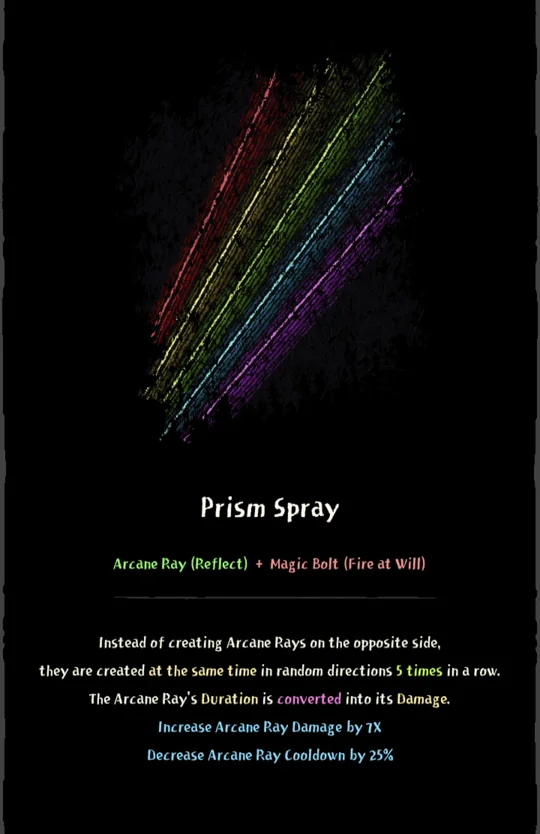 Prism Spray
Arcane Ray (Reflect) + Magic Bolt (Fire at Will)
Instead of creating Arcane Rays on the opposite side,
they are created at the same time in random directions 5 times in a row.
The Arcane Ray's Duration is converted into its Damage.
Increase Arcane Ray Damage by 7X
Decrease Arcane Ray Cooldown by 25%